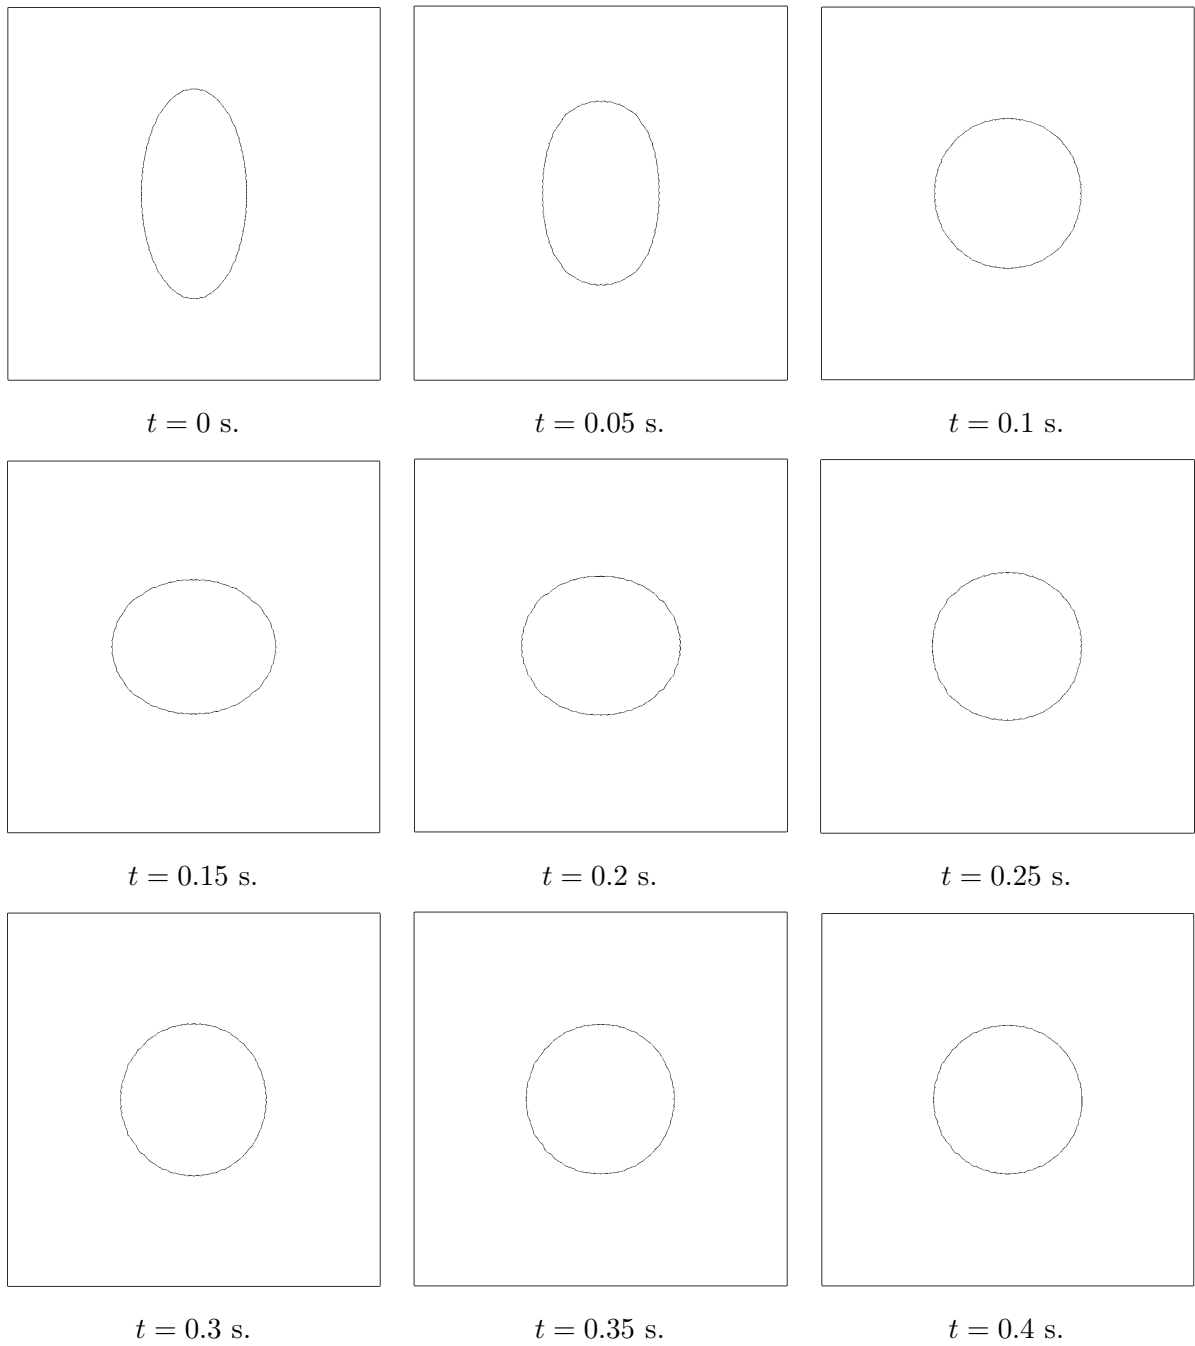 t = 0 s.
t = 0.05 s.
t = 0.1 s.
t = 0.15 s.
t = 0.2 s.
t = 0.25 s.
t = 0.3 s.
t = 0.35 s.
t = 0.4 s.